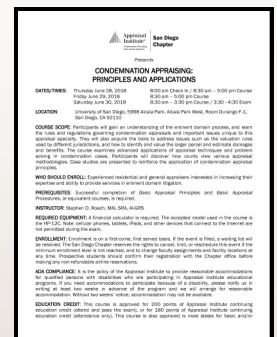 Appraisal Institute®
San Diego Chapter
Presents
CONDEMNATION APPRAISING:
PRINCIPLES AND APPLICATIONS
DATES/TIMES: Thursday June 28, 2018 8:00 am Check In / 8:30 am – 5:00 pm Course
Friday June 29, 2018 8:30 am – 5:00 pm Course
Saturday June 30, 2018 8:30 am – 3:30 pm Course / 3:30 - 4:30 Exam
LOCATION: University of San Diego, 5998 Alcala Park, Alcala Park West, Room Durango F-1,
San Diego, CA 92110
COURSE SCOPE: Participants will gain an understanding of the eminent domain process, and learn
the rules and regulations governing condemnation appraisals and important issues unique to this
appraisal specialty. They will also acquire the tools to address issues such as the valuation rules
used by different jurisdictions, and how to identify and value the larger parcel and estimate damages
and benefits. The course examines advanced applications of appraisal techniques and problem
solving in condemnation cases. Participants will discover how courts view various appraisal
methodologies. Case studies are presented to reinforce the application of condemnation appraisal
principles.
WHO SHOULD ENROLL: Experienced residential and general appraisers interested in increasing their
expertise and ability to provide services in eminent domain litigation.
PREREQUISITES: Successful completion of Basic Appraisal Principles and Basic Appraisal
Procedures, or equivalent courses, is required.
INSTRUCTOR: Stephen D. Roach, MAI, SRA, AI-GRS
REQUIRED EQUIPMENT: A financial calculator is required. The accepted model used in the course is
the HP-12C. Note: cellular phones, tablets, iPads, and other devices that connect to the Internet are
not permitted during the exam.
ENROLLMENT: Enrollment is on a first-come, first served basis. If the event is filled, a waiting list will
be retained. The San Diego Chapter reserves the rights to cancel, limit, or reschedule this event if the
minimum enrollment level is not reached, and to change faculty assignments and facility locations at
any time. Prospective students should confirm their registration with the Chapter office before
making any non-refundable airline reservations.
ADA COMPLIANCE: It is the policy of the Appraisal Institute to provide reasonable accommodations
for qualified persons with disabilities who are participating in Appraisal Institute educational
programs. If you need accommodations to participate because of a disability, please notify us in
writing at least two weeks in advance of the program and we will arrange for reasonable
accommodation. Without two weeks' notice, accommodation may not be available.
EDUCATION CREDIT: This course is approved for 200 points of Appraisal Institute continuing
education credit (attend and pass the exam), or for 180 points of Appraisal Institute continuing
education credit (attendance only). This course is also approved in most states for basic and/or